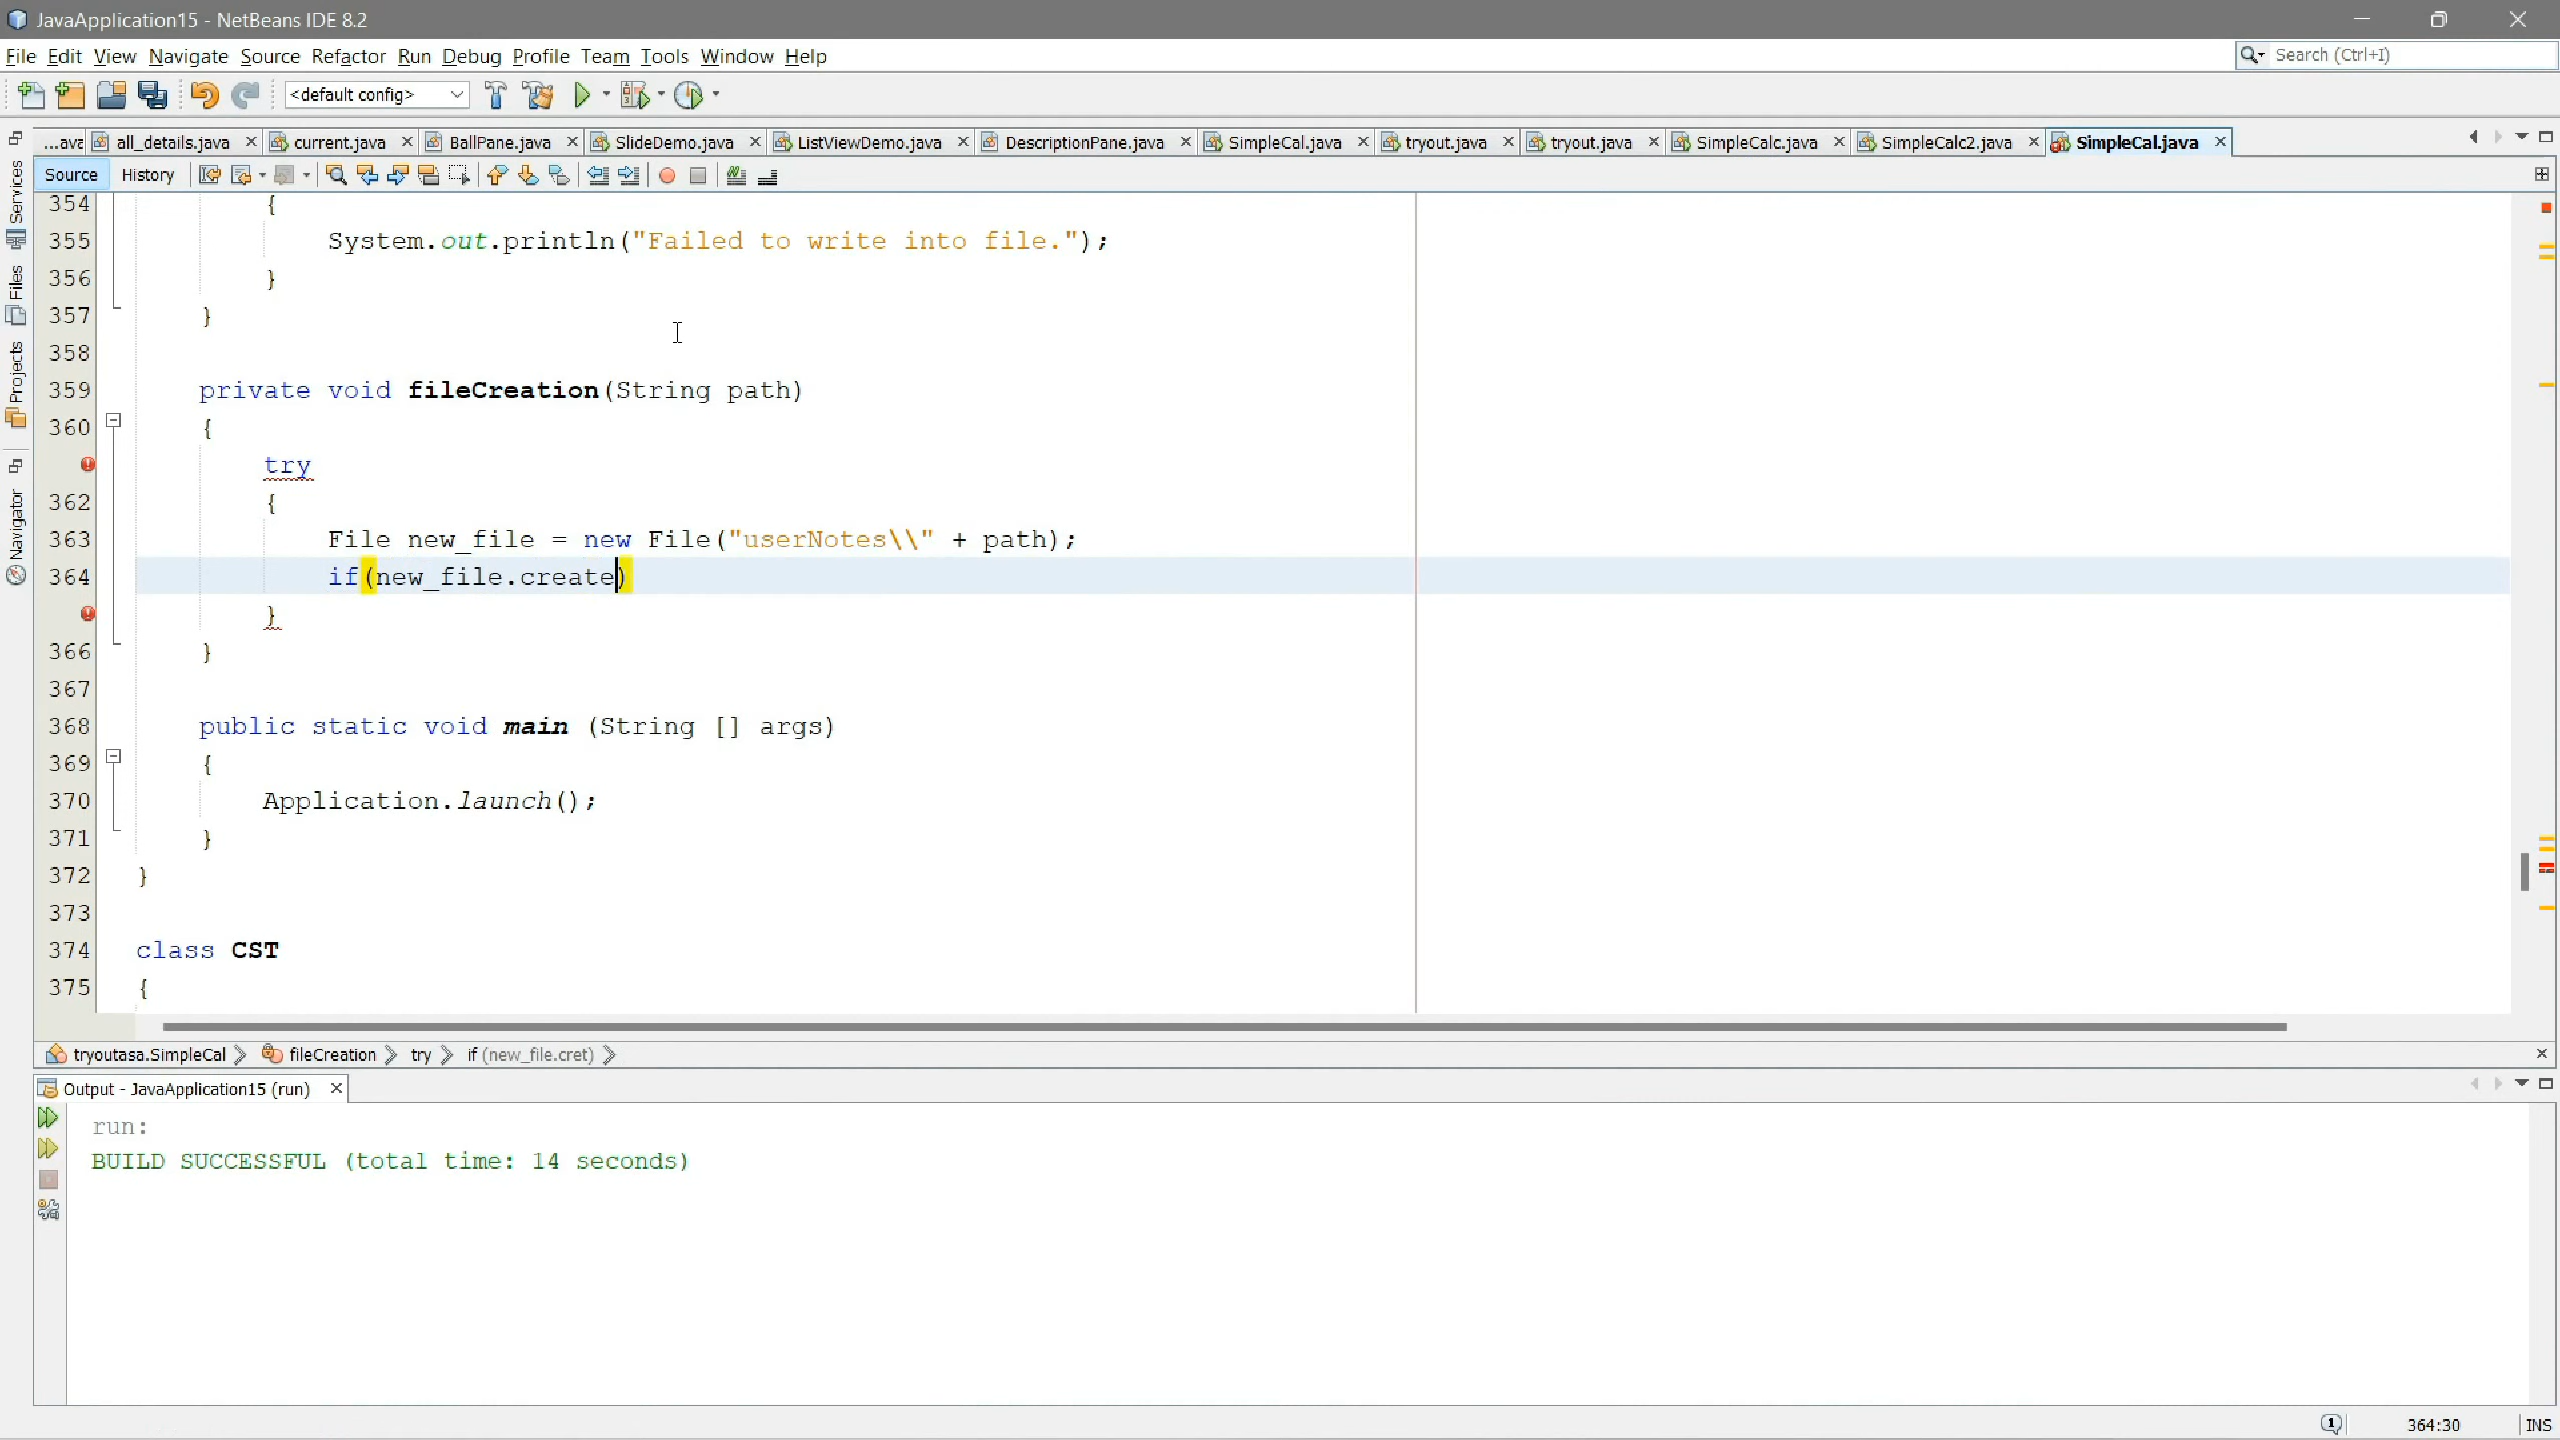 JavaApplication15 - NetBeans IDE 8.2
File Edit View Navigate Source Refactor Run Debug Profile Team Tools Window Help
Search (Ctrl+I)
<default config>
...ava all_details.java current.java BallPane.java SlideDemo.java ListViewDemo.java DescriptionPane.java SimpleCal.java tryout.java tryout.java SimpleCalc.java SimpleCalc2.java SimpleCal.java
Source History
Services
Files
Projects
Navigator
354 {
355 System.out.println("Failed to write into file.");
356 }
357 }
358
359 private void fileCreation(String path)
360 {
try
362 {
363 File new_file = new File("userNotes\\" + path);
364 if(new_file.create)
}
366 }
367
368 public static void main (String [] args)
369 {
370 Application.launch();
371 }
372 }
373
374 class CST
375 {
tryoutasa.SimpleCal fileCreation try if (new_file.cret)
Output - JavaApplication15 (run)
run:
BUILD SUCCESSFUL (total time: 14 seconds)
1 364:30 INS